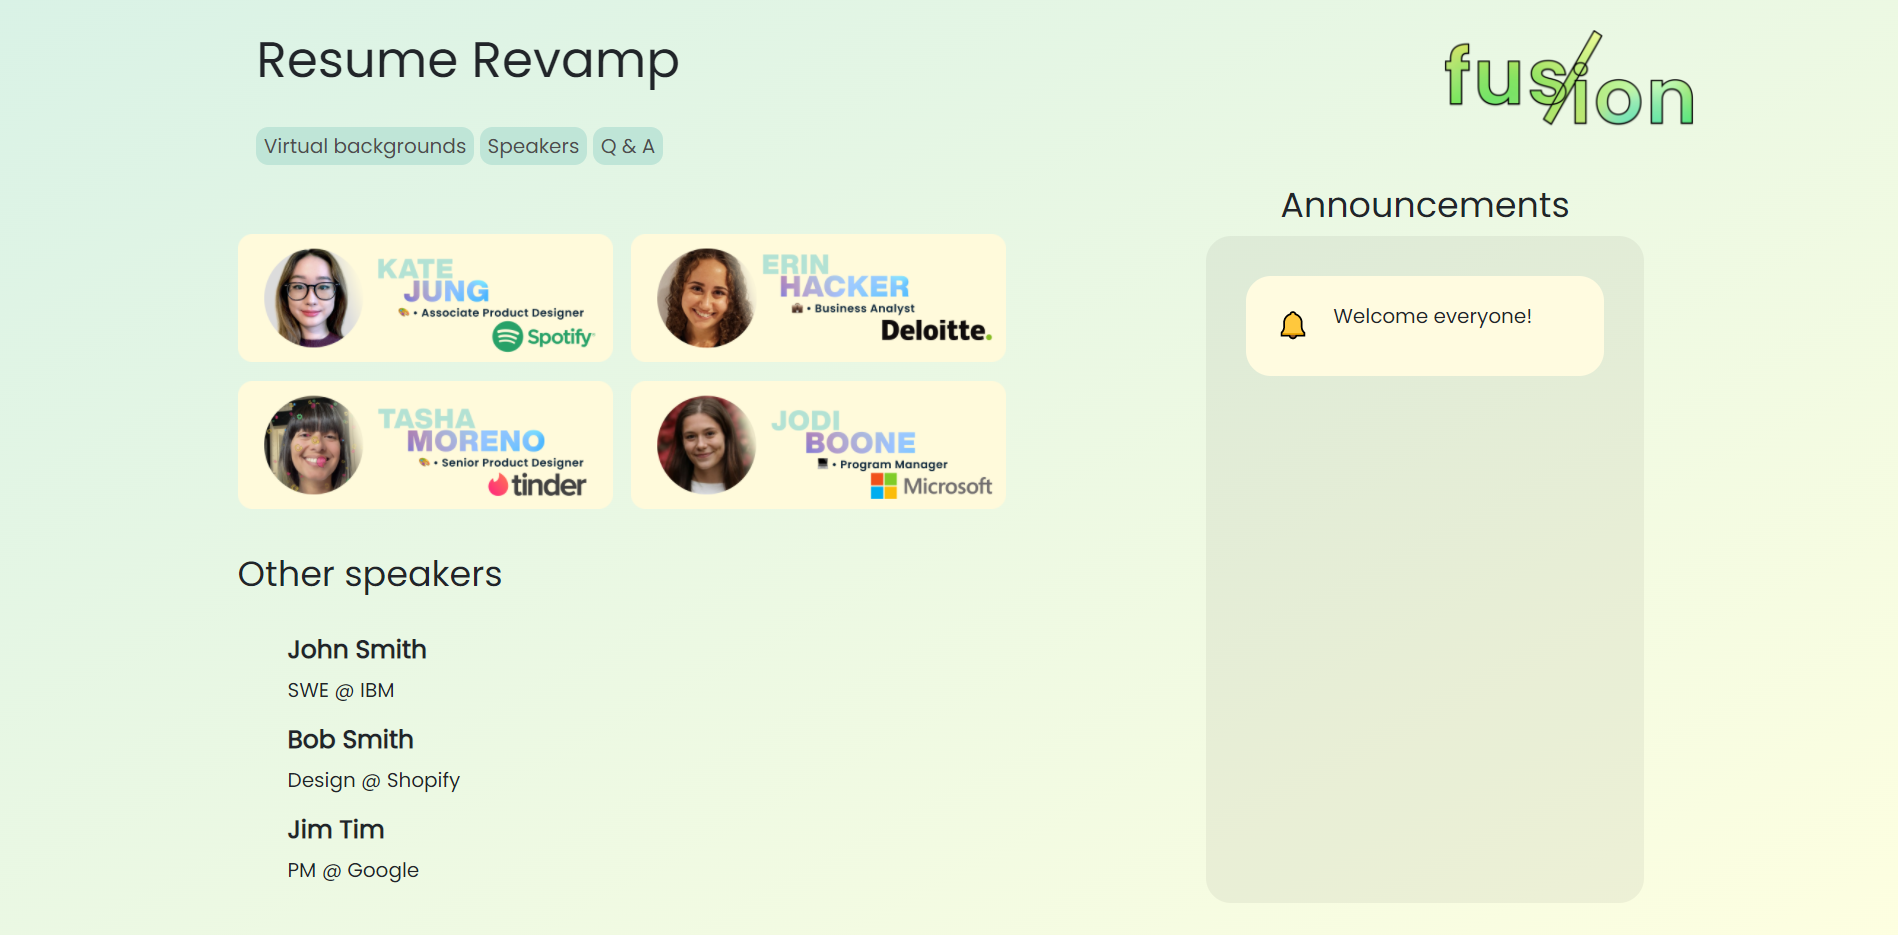 Resume Revamp
fusion
Virtual backgrounds
Speakers
Q & A
KATE
JUNG
• Associate Product Designer
Spotify
ERIN
HACKER
• Business Analyst
Deloitte.
TASHA
MORENO
• Senior Product Designer
tinder
JODI
BOONE
• Program Manager
Microsoft
Other speakers
John Smith
SWE @ IBM
Bob Smith
Design @ Shopify
Jim Tim
PM @ Google
Announcements
Welcome everyone!